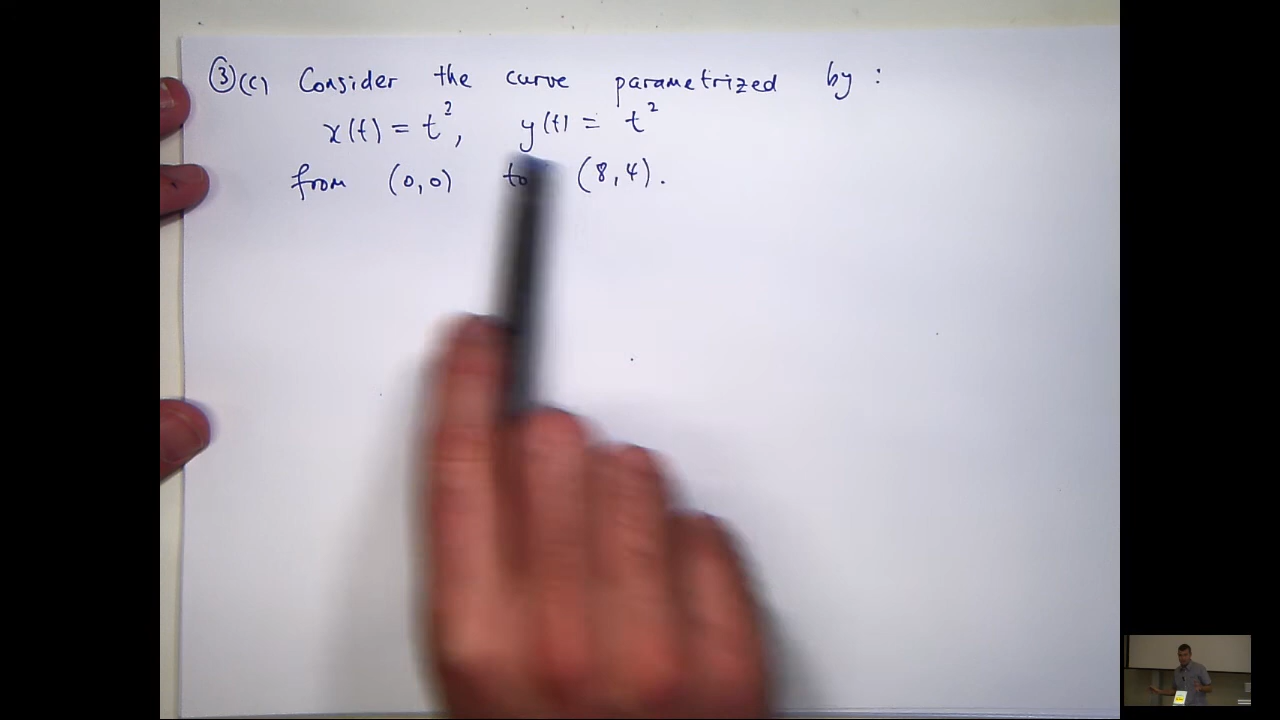 ③(c) Consider the curve parametrized by :
x(t) = t², y(t) = t²
from (0,0) to (8,4).